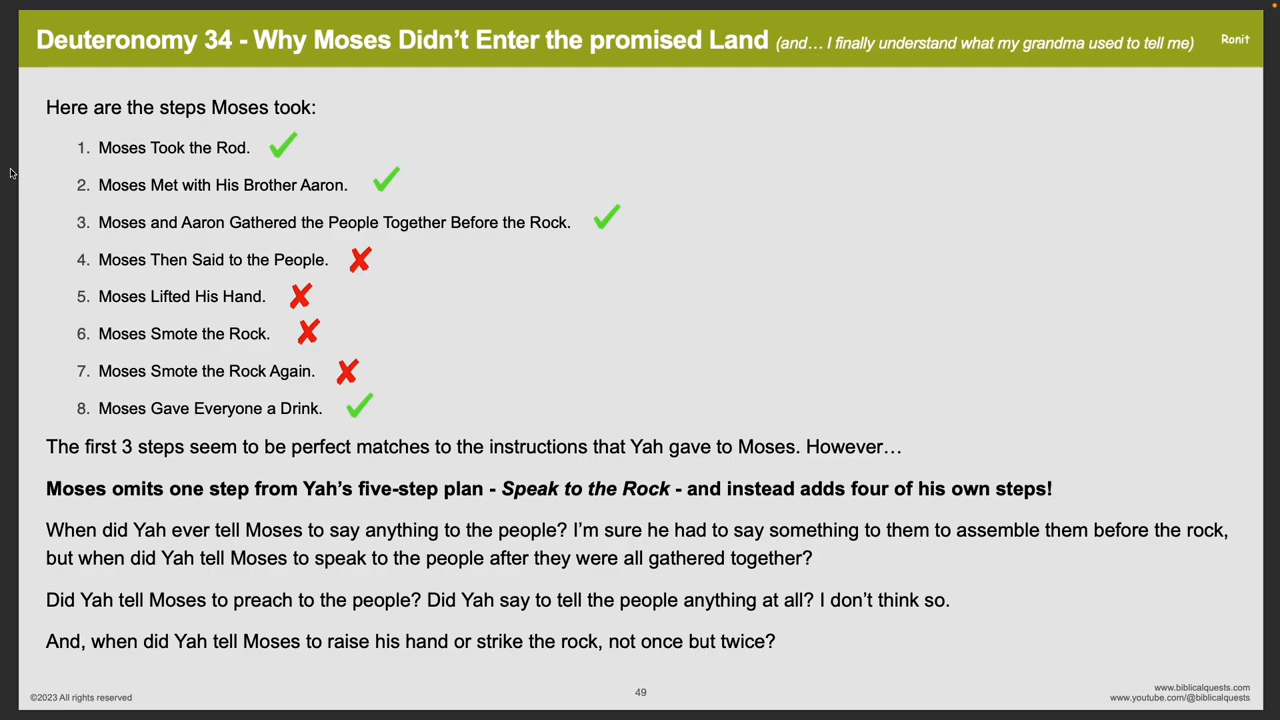 Deuteronomy 34 - Why Moses Didn’t Enter the promised Land (and… I finally understand what my grandma used to tell me)
Ronit
Here are the steps Moses took:
1. Moses Took the Rod.
2. Moses Met with His Brother Aaron.
3. Moses and Aaron Gathered the People Together Before the Rock.
4. Moses Then Said to the People.
5. Moses Lifted His Hand.
6. Moses Smote the Rock.
7. Moses Smote the Rock Again.
8. Moses Gave Everyone a Drink.
The first 3 steps seem to be perfect matches to the instructions that Yah gave to Moses. However…
Moses omits one step from Yah’s five-step plan - Speak to the Rock - and instead adds four of his own steps!
When did Yah ever tell Moses to say anything to the people? I’m sure he had to say something to them to assemble them before the rock,
but when did Yah tell Moses to speak to the people after they were all gathered together?
Did Yah tell Moses to preach to the people? Did Yah say to tell the people anything at all? I don’t think so.
And, when did Yah tell Moses to raise his hand or strike the rock, not once but twice?
©2023 All rights reserved
49
www.biblicalquests.com
www.youtube.com/@biblicalquests